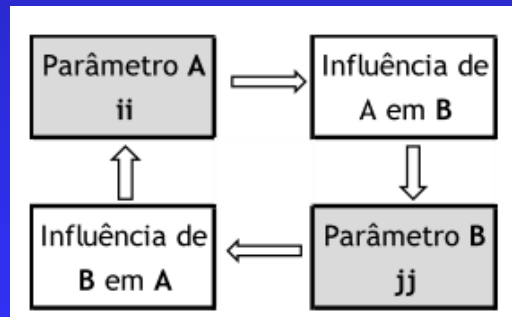 Parâmetro A
ii
Influência de
A em B
Influência de
B em A
Parâmetro B
jj